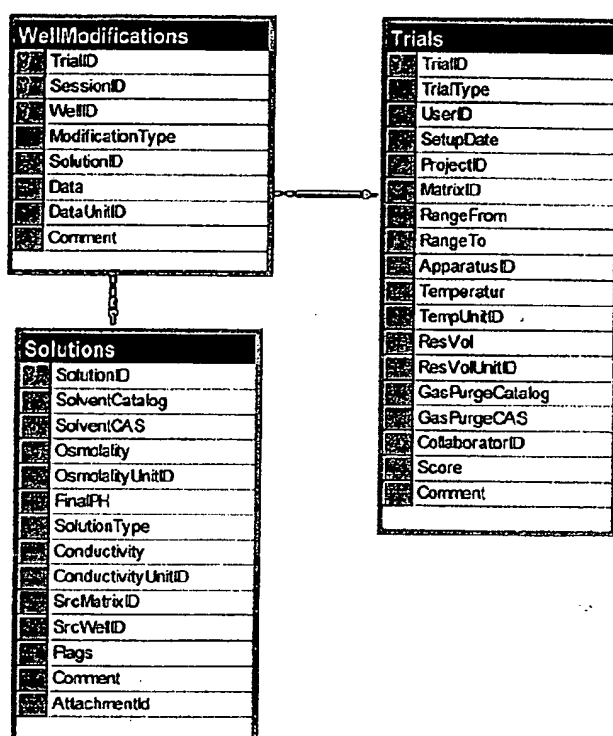 WellModifications
TrialID
SessionID
WellID
ModificationType
SolutionID
Data
DataUnitID
Comment
Trials
TrialID
TrialType
UserID
SetupDate
ProjectID
MatrixID
RangeFrom
RangeTo
ApparatusID
Temperatur
TempUnitID
ResVol
ResVolUnitID
GasPurgeCatalog
GasPurgeCAS
CollaboratorID
Score
Comment
Solutions
SolutionID
SolventCatalog
SolventCAS
Osmolality
OsmolalityUnitID
FinalPH
SolutionType
Conductivity
ConductivityUnitID
SrcMatrixID
SrcWellID
Flags
Comment
AttachmentId